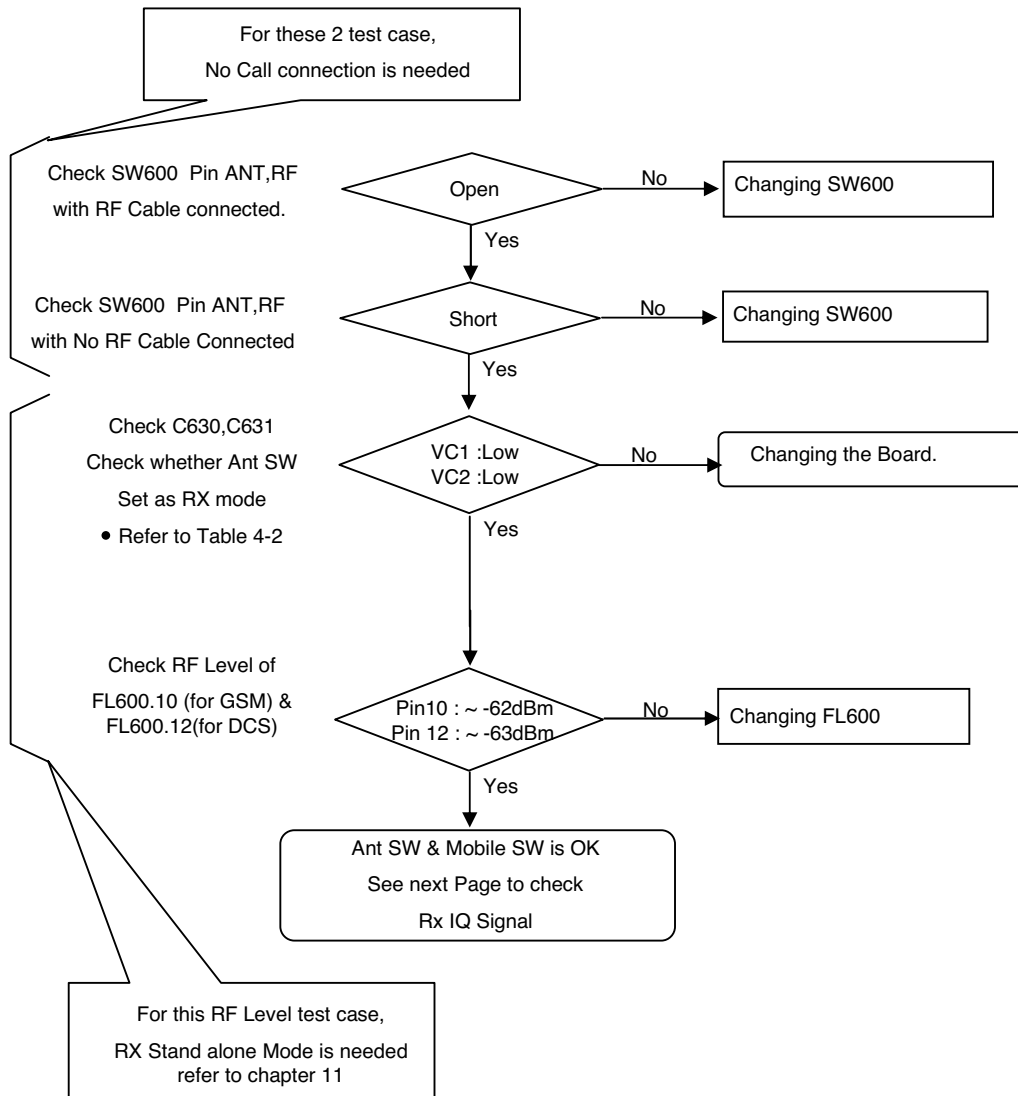 For these 2 test case,
No Call connection is needed
Check SW600 Pin ANT,RF
with RF Cable connected.
Open
No
Changing SW600
Yes
Check SW600 Pin ANT,RF
with No RF Cable Connected
Short
No
Changing SW600
Yes
Check C630,C631
Check whether Ant SW
Set as RX mode
• Refer to Table 4-2
VC1 :Low
VC2 :Low
No
Changing the Board.
Yes
Check RF Level of
FL600.10 (for GSM) &
FL600.12(for DCS)
Pin10 : ~ -62dBm
Pin 12 : ~ -63dBm
No
Changing FL600
Yes
Ant SW & Mobile SW is OK
See next Page to check
Rx IQ Signal
For this RF Level test case,
RX Stand alone Mode is needed
refer to chapter 11